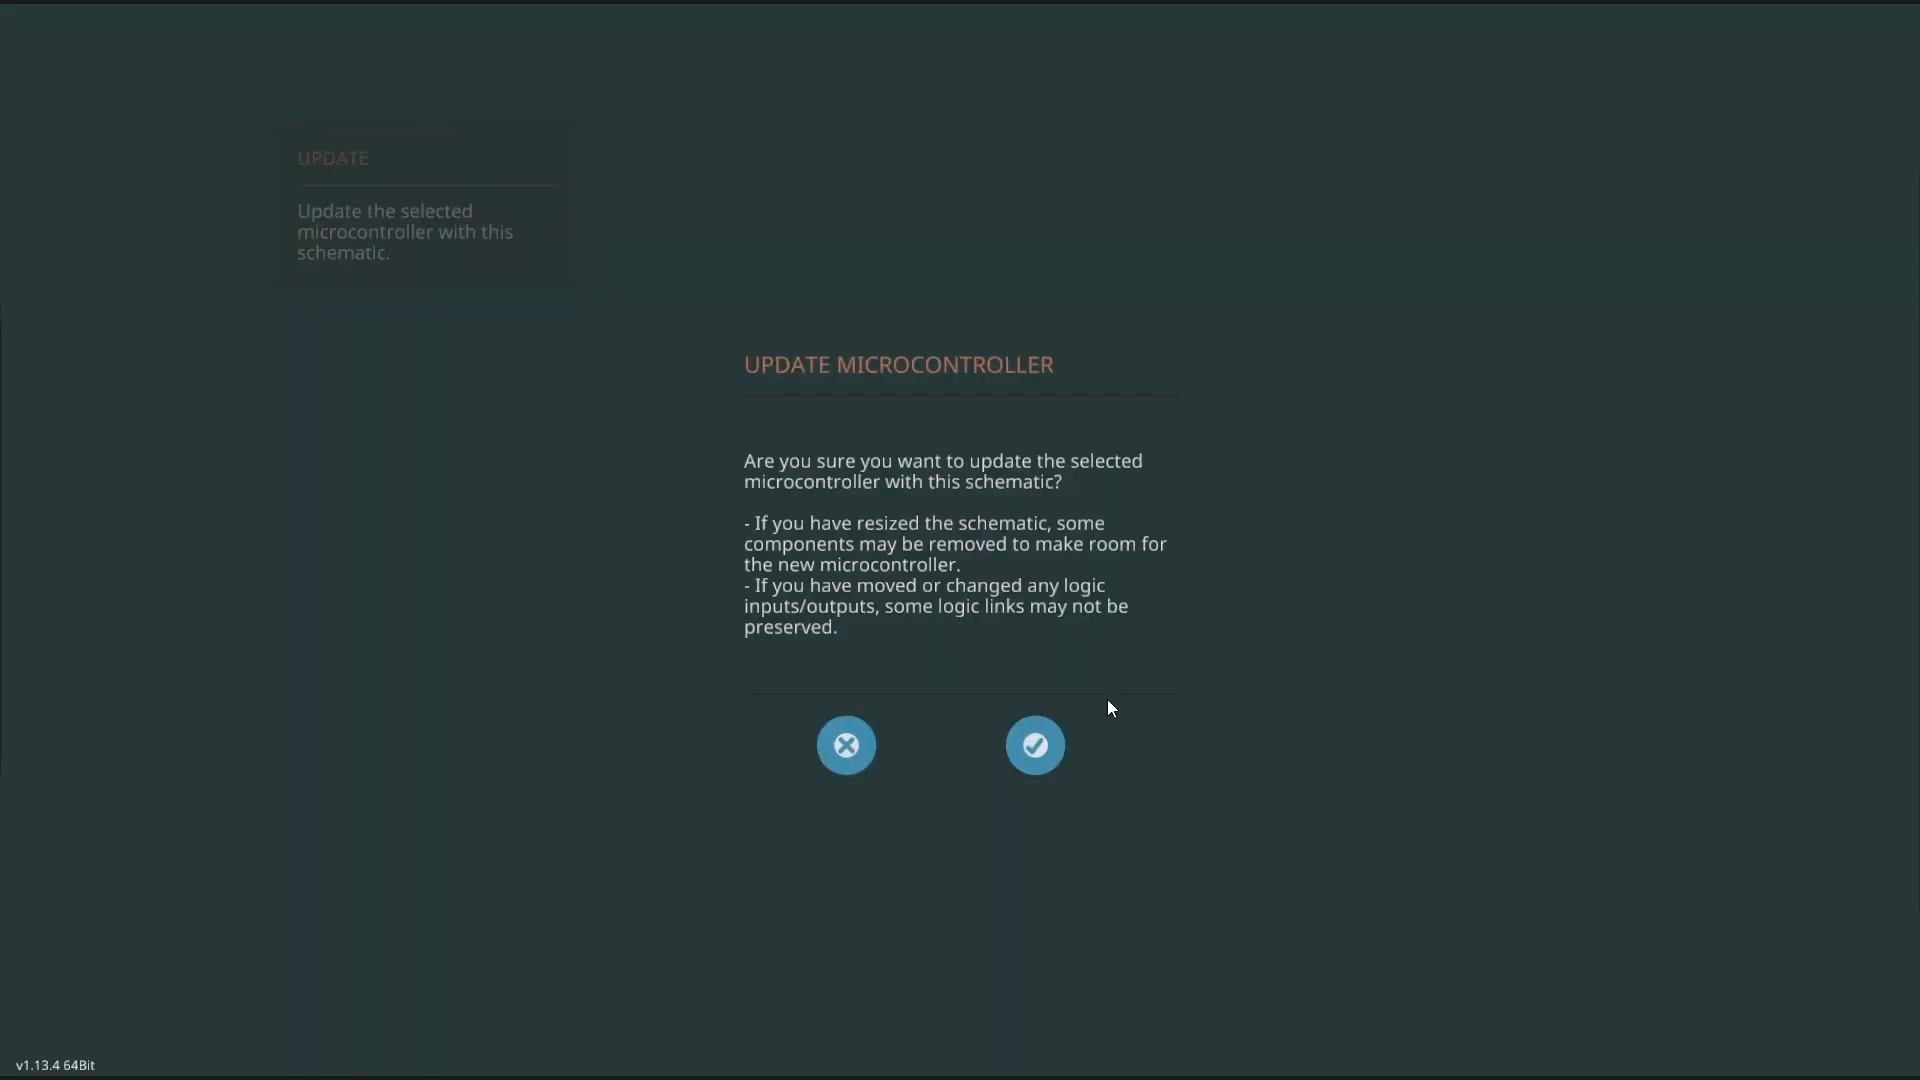 UPDATE
Update the selected
microcontroller with this
schematic.
UPDATE MICROCONTROLLER
Are you sure you want to update the selected
microcontroller with this schematic?
- If you have resized the schematic, some
components may be removed to make room for
the new microcontroller.
- If you have moved or changed any logic
inputs/outputs, some logic links may not be
preserved.
v1.13.4 64Bit